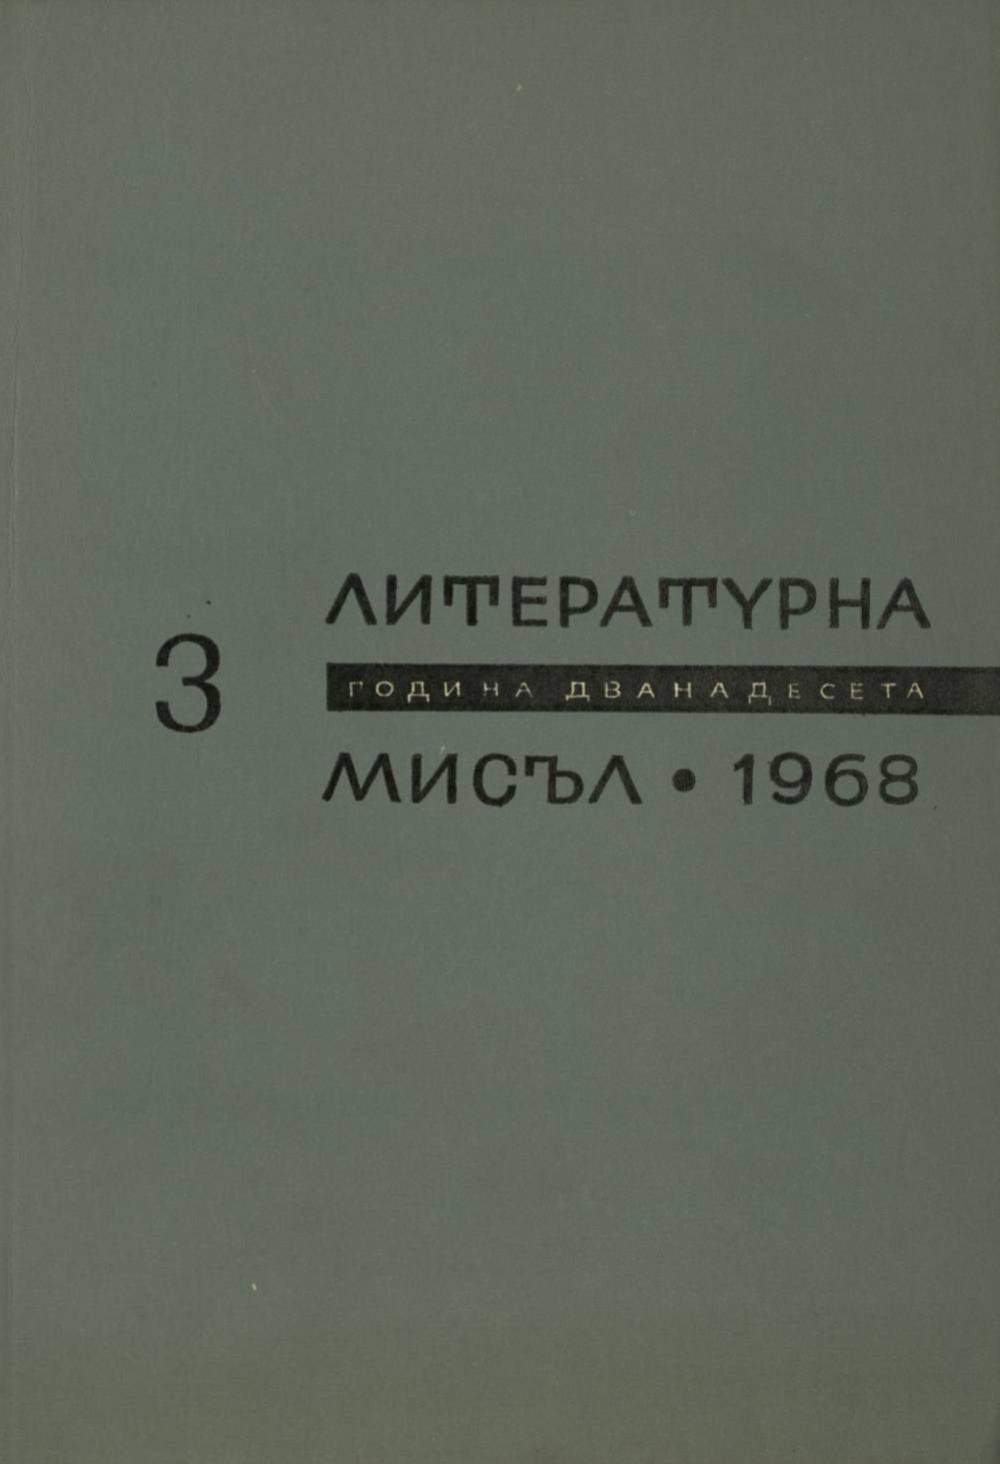 3
ЛИТЕРАТУРНА
ГОДИНА ДВАНАДЕСЕТА
МИСЪЛ • 1968